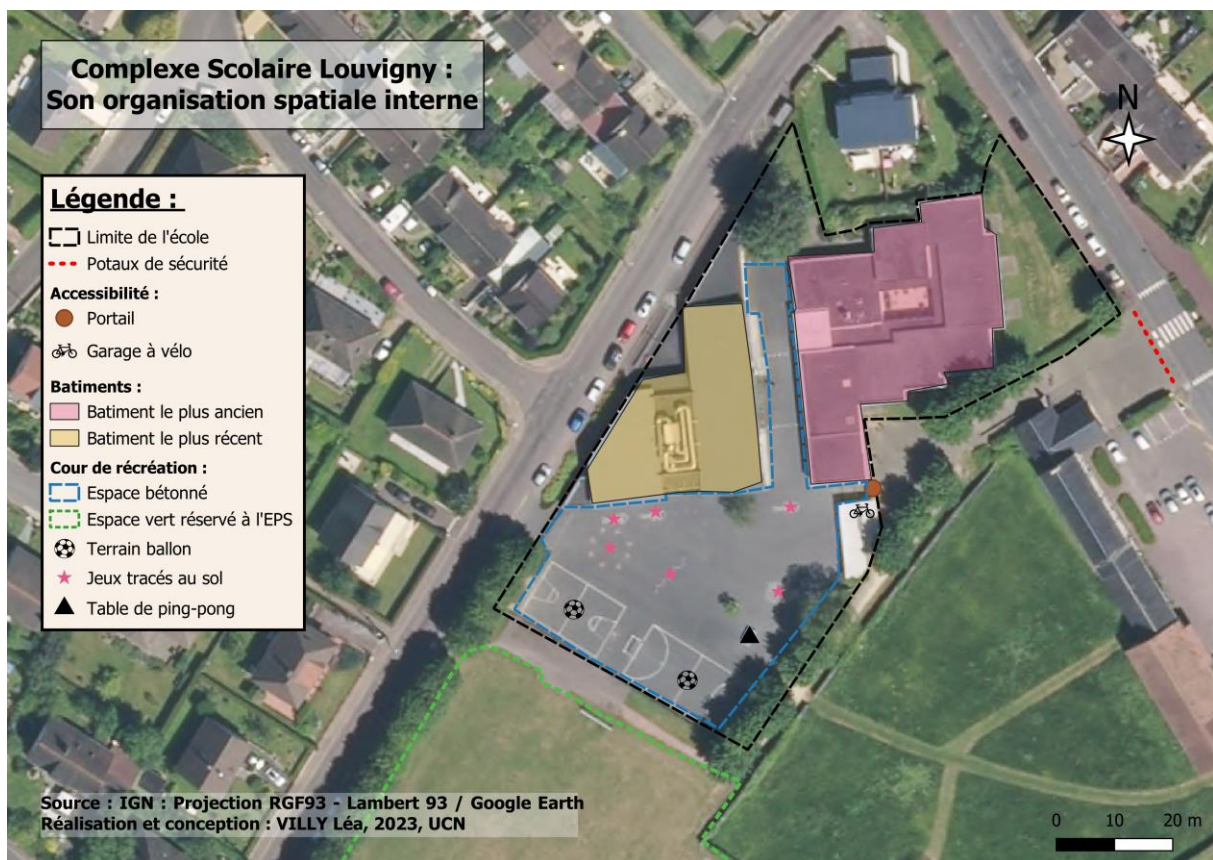 Complexe Scolaire Louvigny :
Son organisation spatiale interne
N
Légende :
Limite de l'école
Potaux de sécurité
Accessibilité :
Portail
Garage à vélo
Batiments :
Batiment le plus ancien
Batiment le plus récent
Cour de récréation :
Espace bétonné
Espace vert réservé à l'EPS
Terrain ballon
Jeux tracés au sol
Table de ping-pong
Source : IGN : Projection RGF93 - Lambert 93 / Google Earth
Réalisation et conception : VILLY Léa, 2023, UCN
0 10 20 m